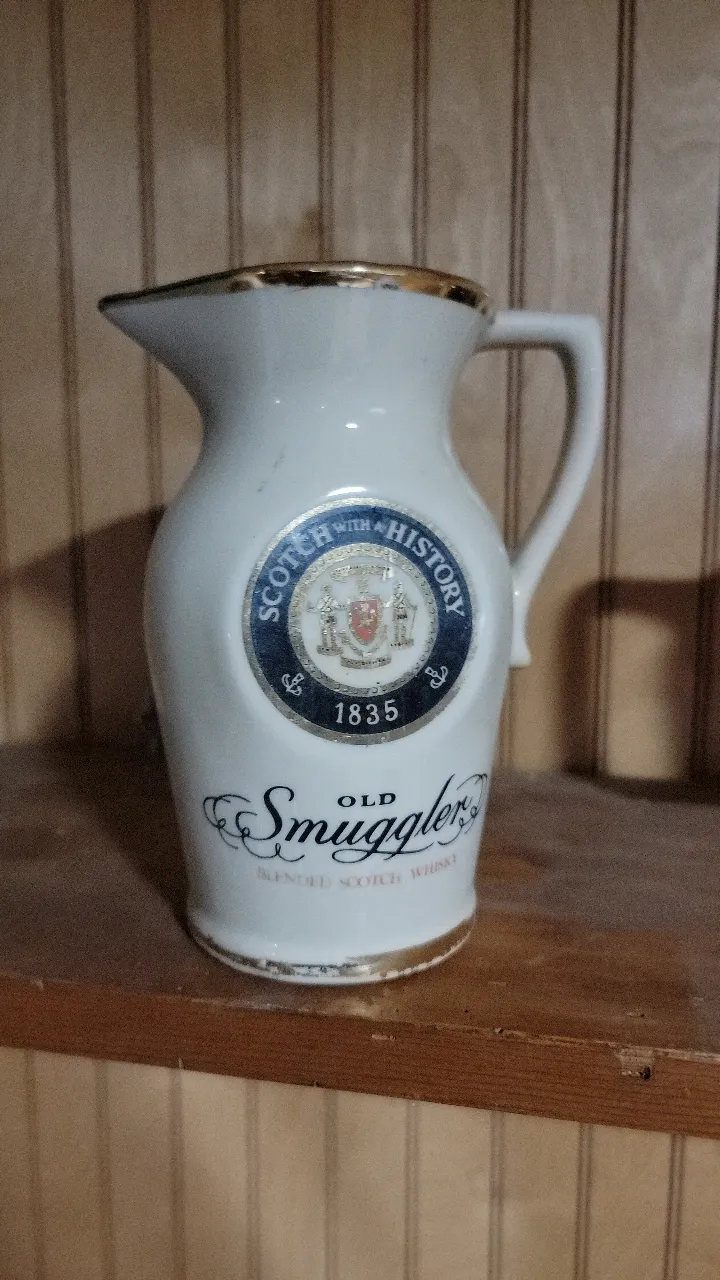 SCOTCH WITH A HISTORY
1835
OLD
Smuggler
BLENDED SCOTCH WHISKY